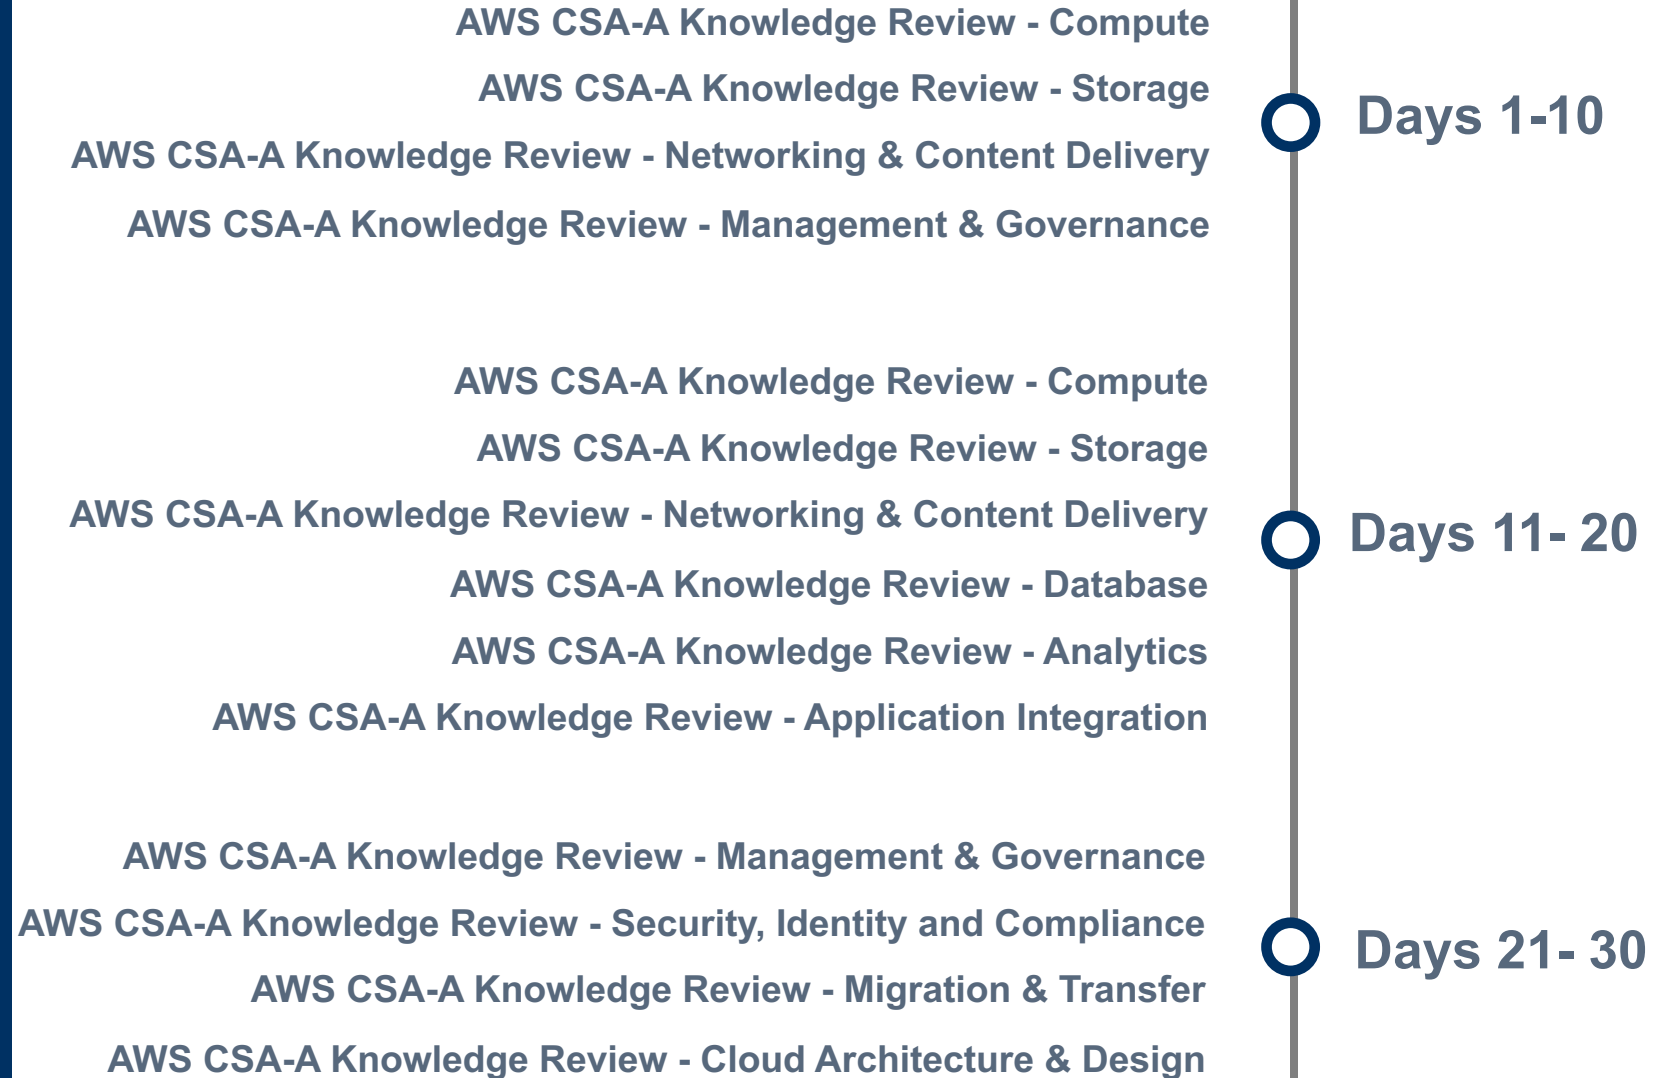 AWS CSA-A Knowledge Review - Compute
AWS CSA-A Knowledge Review - Storage
Days 1-10
AWS CSA-A Knowledge Review - Networking & Content Delivery
AWS CSA-A Knowledge Review - Management & Governance
AWS CSA-A Knowledge Review - Compute
AWS CSA-A Knowledge Review - Storage
AWS CSA-A Knowledge Review - Networking & Content Delivery
Days 11- 20
AWS CSA-A Knowledge Review - Database
AWS CSA-A Knowledge Review - Analytics
AWS CSA-A Knowledge Review - Application Integration
AWS CSA-A Knowledge Review - Management & Governance
AWS CSA-A Knowledge Review - Security, Identity and Compliance
Days 21- 30
AWS CSA-A Knowledge Review - Migration & Transfer
AWS CSA-A Knowledge Review - Cloud Architecture & Design